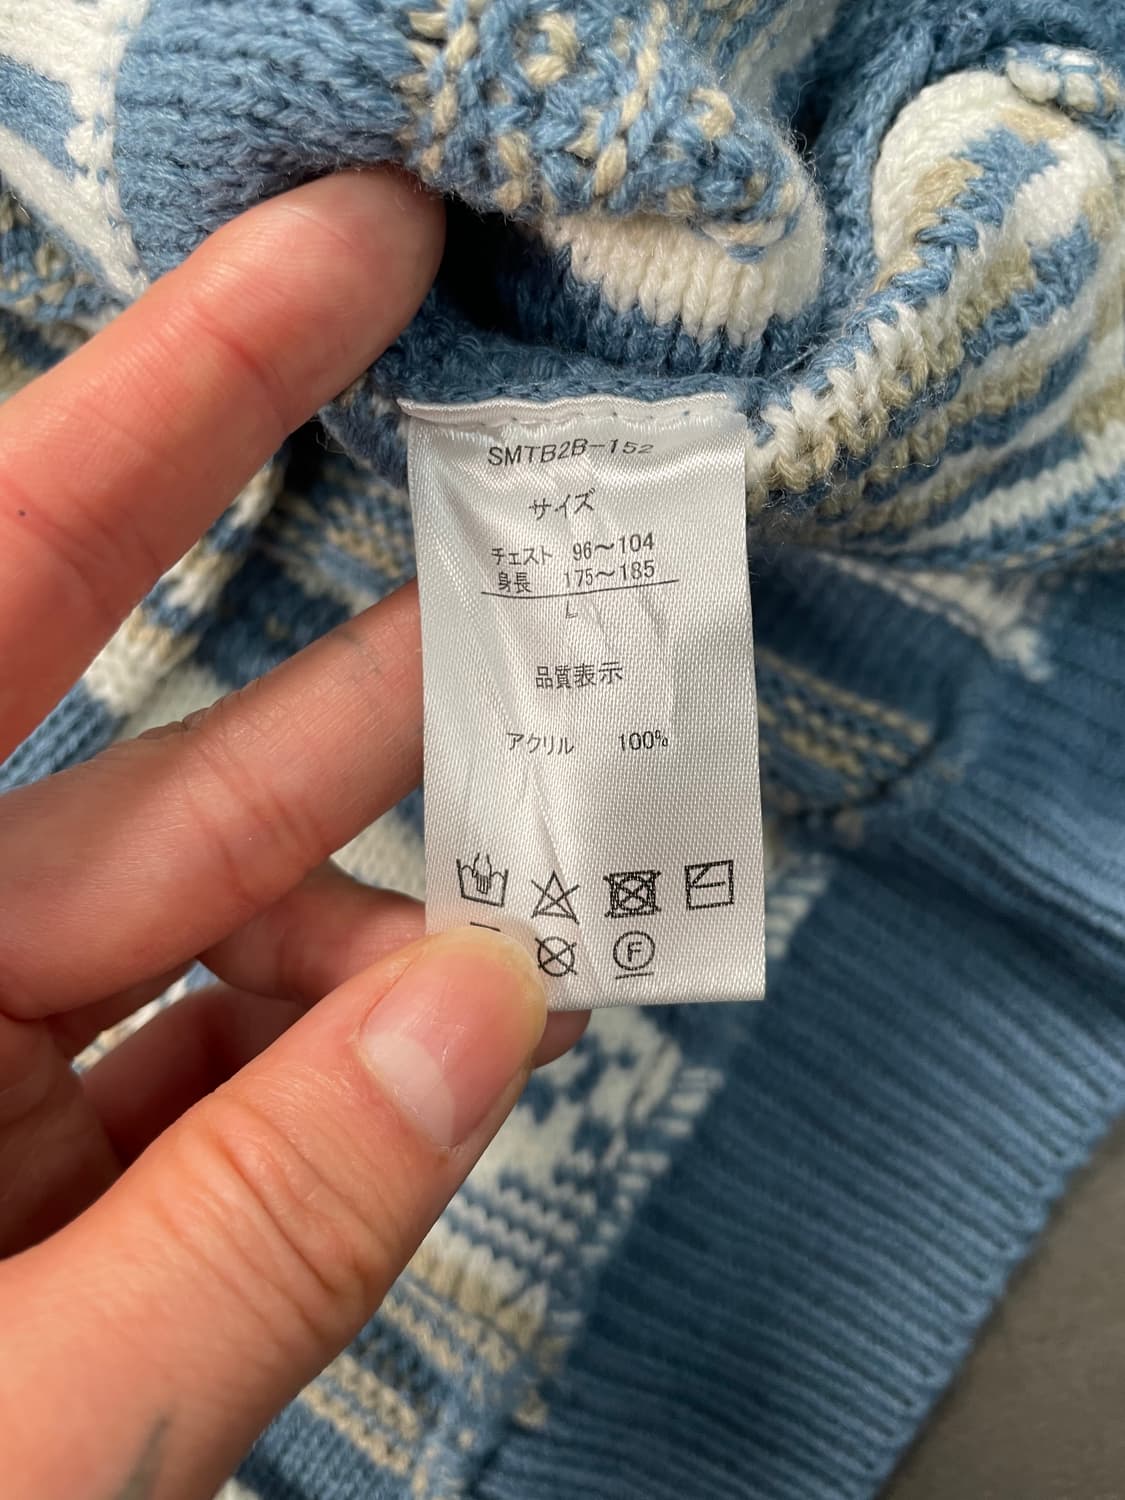 SMTB2B-152
サイズ
チェスト 96～104
身長 175～185
L
品質表示
アクリル 100%
F